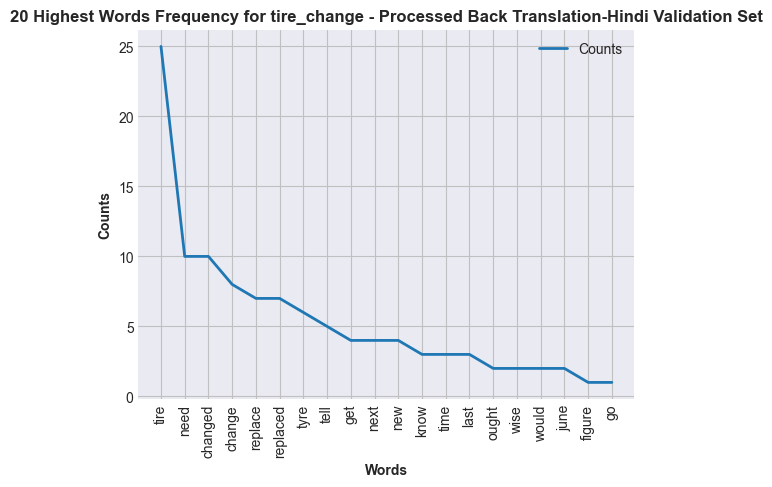 20 Highest Words Frequency for tire_change - Processed Back Translation-Hindi Validation Set
Counts
25
20
15
10
5
0
Counts
tire
need
changed
change
replace
replaced
tyre
tell
get
next
new
know
time
last
ought
wise
would
june
figure
go
Words